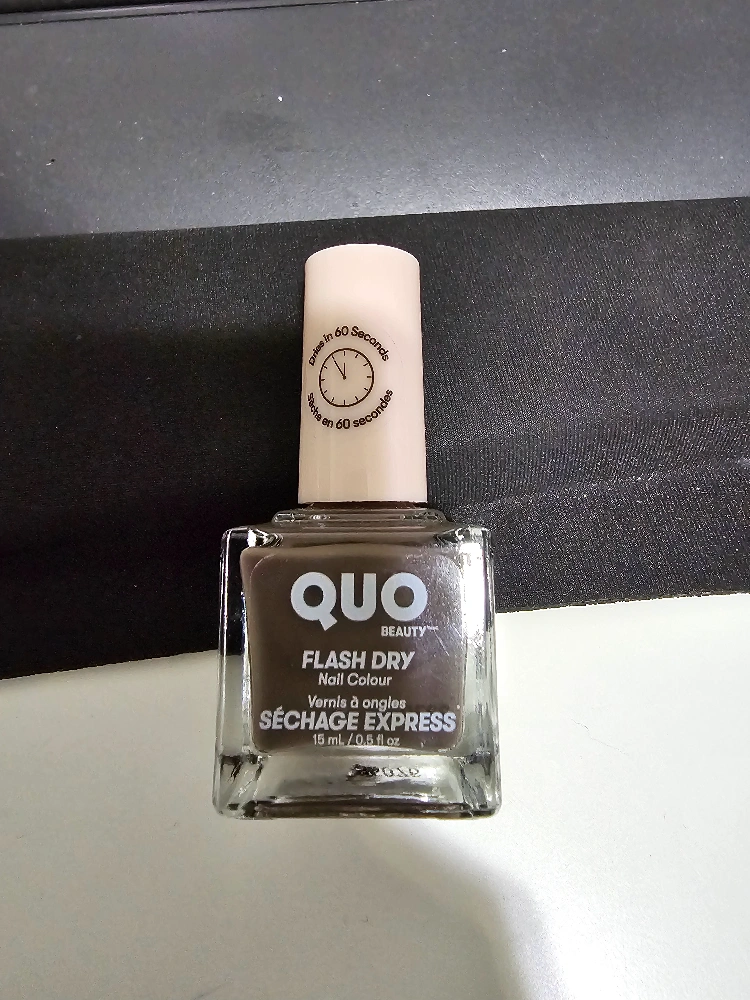 Dries in 60 Seconds
Sèche en 60 secondes
QUO
BEAUTY
FLASH DRY
Nail Colour
Vernis à ongles
SÉCHAGE EXPRESS
15 mL / 0.5 fl oz